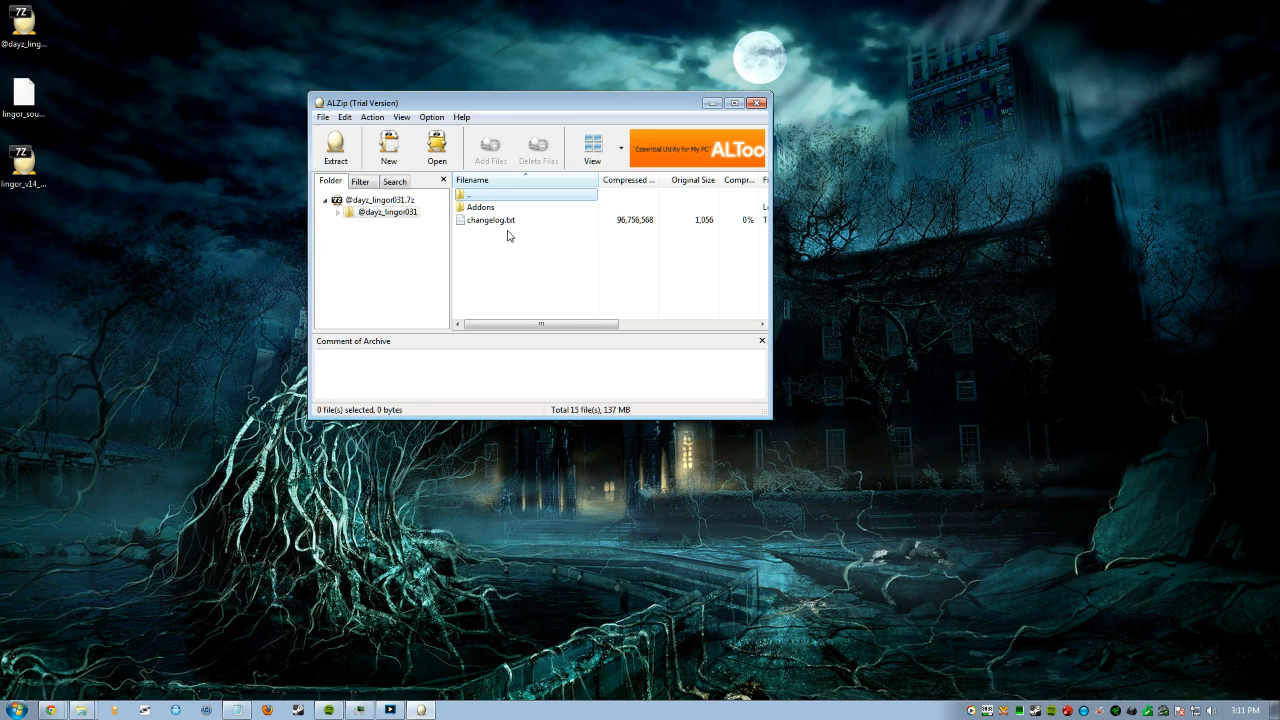 7Z
@dayz_ling...
lingor_sou...
7Z
lingor_v14_...
ALZip (Trial Version)
File Edit Action View Option Help
Extract New Open Add Files Delete Files View
"Essential Utility for My PC" ALToo
Folder Filter Search
@dayz_lingor031.7z
@dayz_lingor031
Filename Compressed ... Original Size Compr... Fi
..
Addons
changelog.txt 96,756,568 1,056 0% T
Comment of Archive
0 file(s) selected, 0 bytes Total 15 file(s), 137 MB
3:11 PM